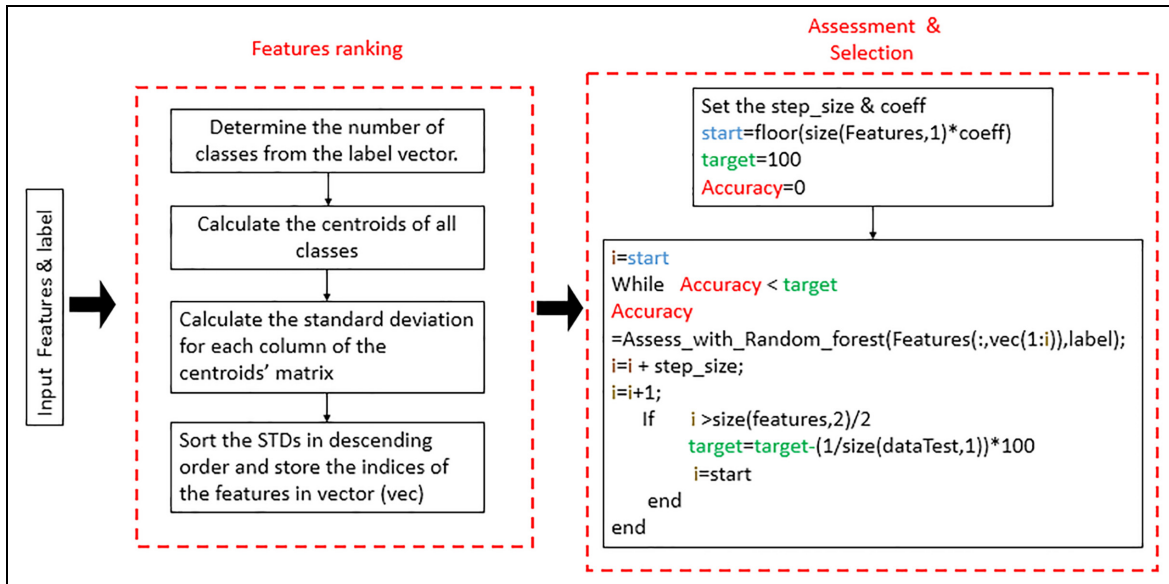 Input Features & label
Features ranking
Determine the number of
classes from the label vector.
Calculate the centroids of all
classes
Calculate the standard deviation
for each column of the
centroids’ matrix
Sort the STDs in descending
order and store the indices of
the features in vector (vec)
Assessment &
Selection
Set the step_size & coeff
start=floor(size(Features,1)*coeff)
target=100
Accuracy=0
i=start
While Accuracy < target
Accuracy
=Assess_with_Random_forest(Features(:,vec(1:i)),label);
i=i + step_size;
i=i+1;
If i >size(features,2)/2
target=target-(1/size(dataTest,1))*100
i=start
end
end